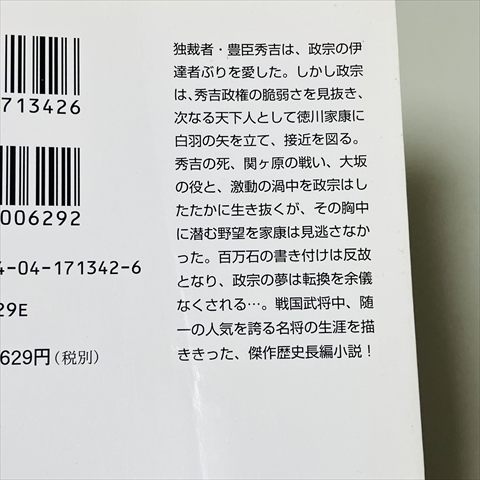 713426
006292
4-04-171342-6
29E
629円(税別)
独裁者・豊臣秀吉は、政宗の伊
達者ぶりを愛した。しかし政宗
は、秀吉政権の脆弱さを見抜き、
次なる天下人として徳川家康に
白羽の矢を立て、接近を図る。
秀吉の死、関ヶ原の戦い、大坂
の役と、激動の渦中を政宗はし
たたかに生き抜くが、その胸中
に潜む野望を家康は見逃さなか
った。百万石の書き付けは反故
となり、政宗の夢は転換を余儀
なくされる…。戦国武将中、随
一の人気を誇る名将の生涯を描
ききった、傑作歴史長編小説！